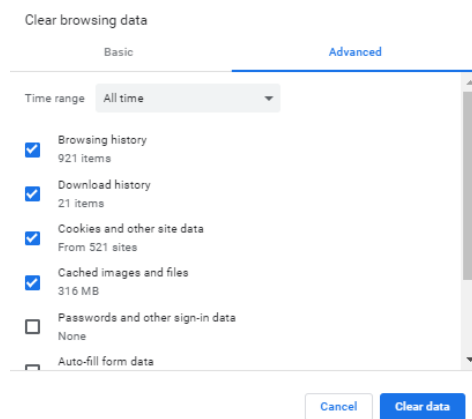 Clear browsing data
Basic Advanced
Time range All time
Browsing history
921 items
Download history
21 items
Cookies and other site data
From 521 sites
Cached images and files
316 MB
Passwords and other sign-in data
None
Auto-fill form data
Cancel Clear data